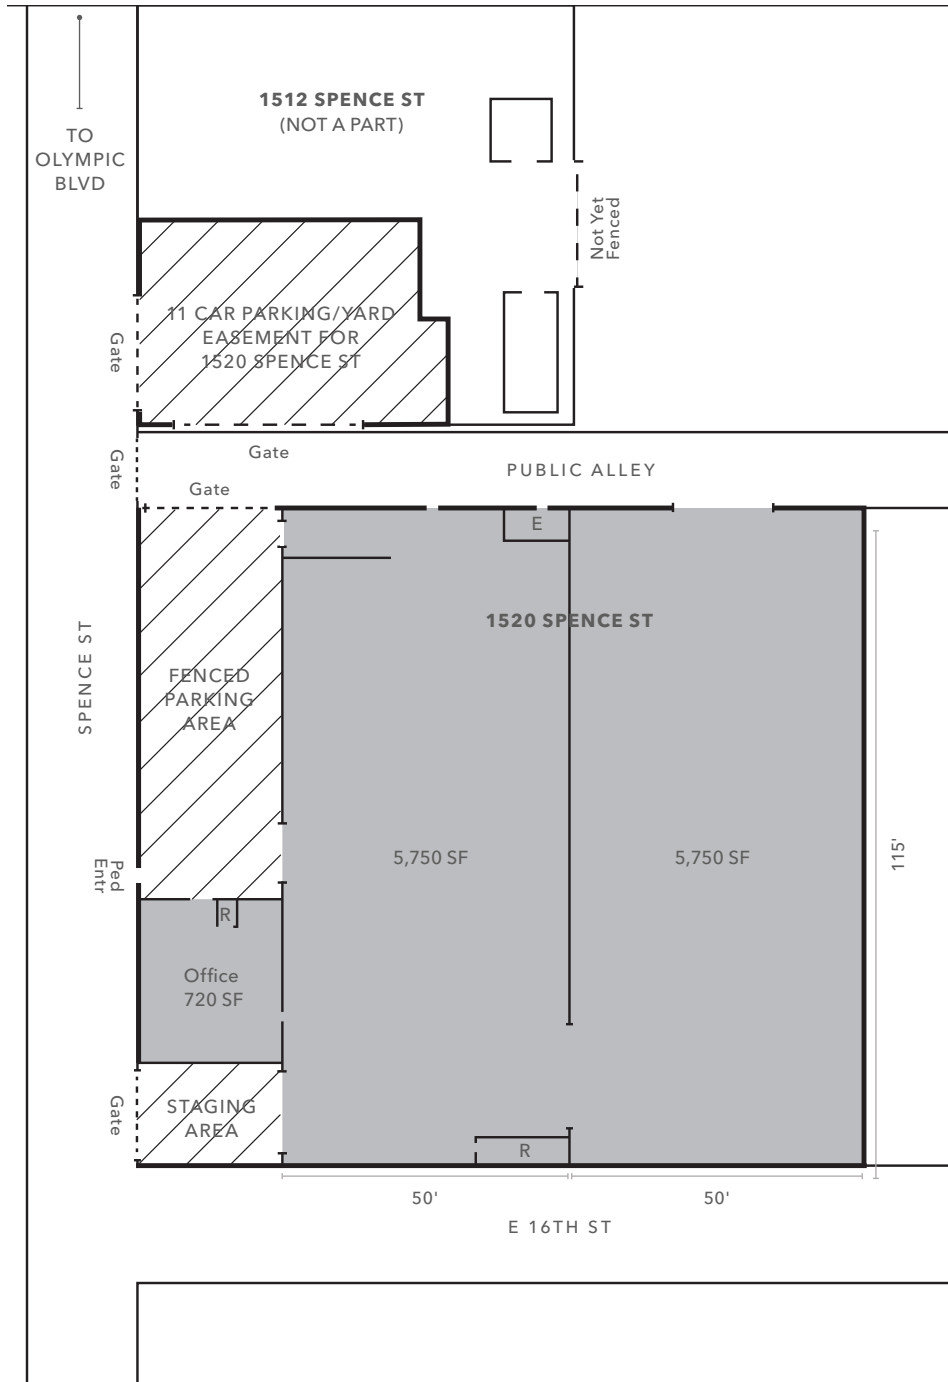 1512 SPENCE ST
(NOT A PART)
TO
OLYMPIC
BLVD
Not Yet
Fenced
11 CAR PARKING/YARD
EASEMENT FOR
1520 SPENCE ST
Gate
Gate
Gate
PUBLIC ALLEY
Gate
E
1520 SPENCE ST
SPENCE ST
FENCED
PARKING
AREA
5,750 SF
5,750 SF
115'
Ped
Entr
R
Office
720 SF
Gate
STAGING
AREA
R
50'
50'
E 16TH ST